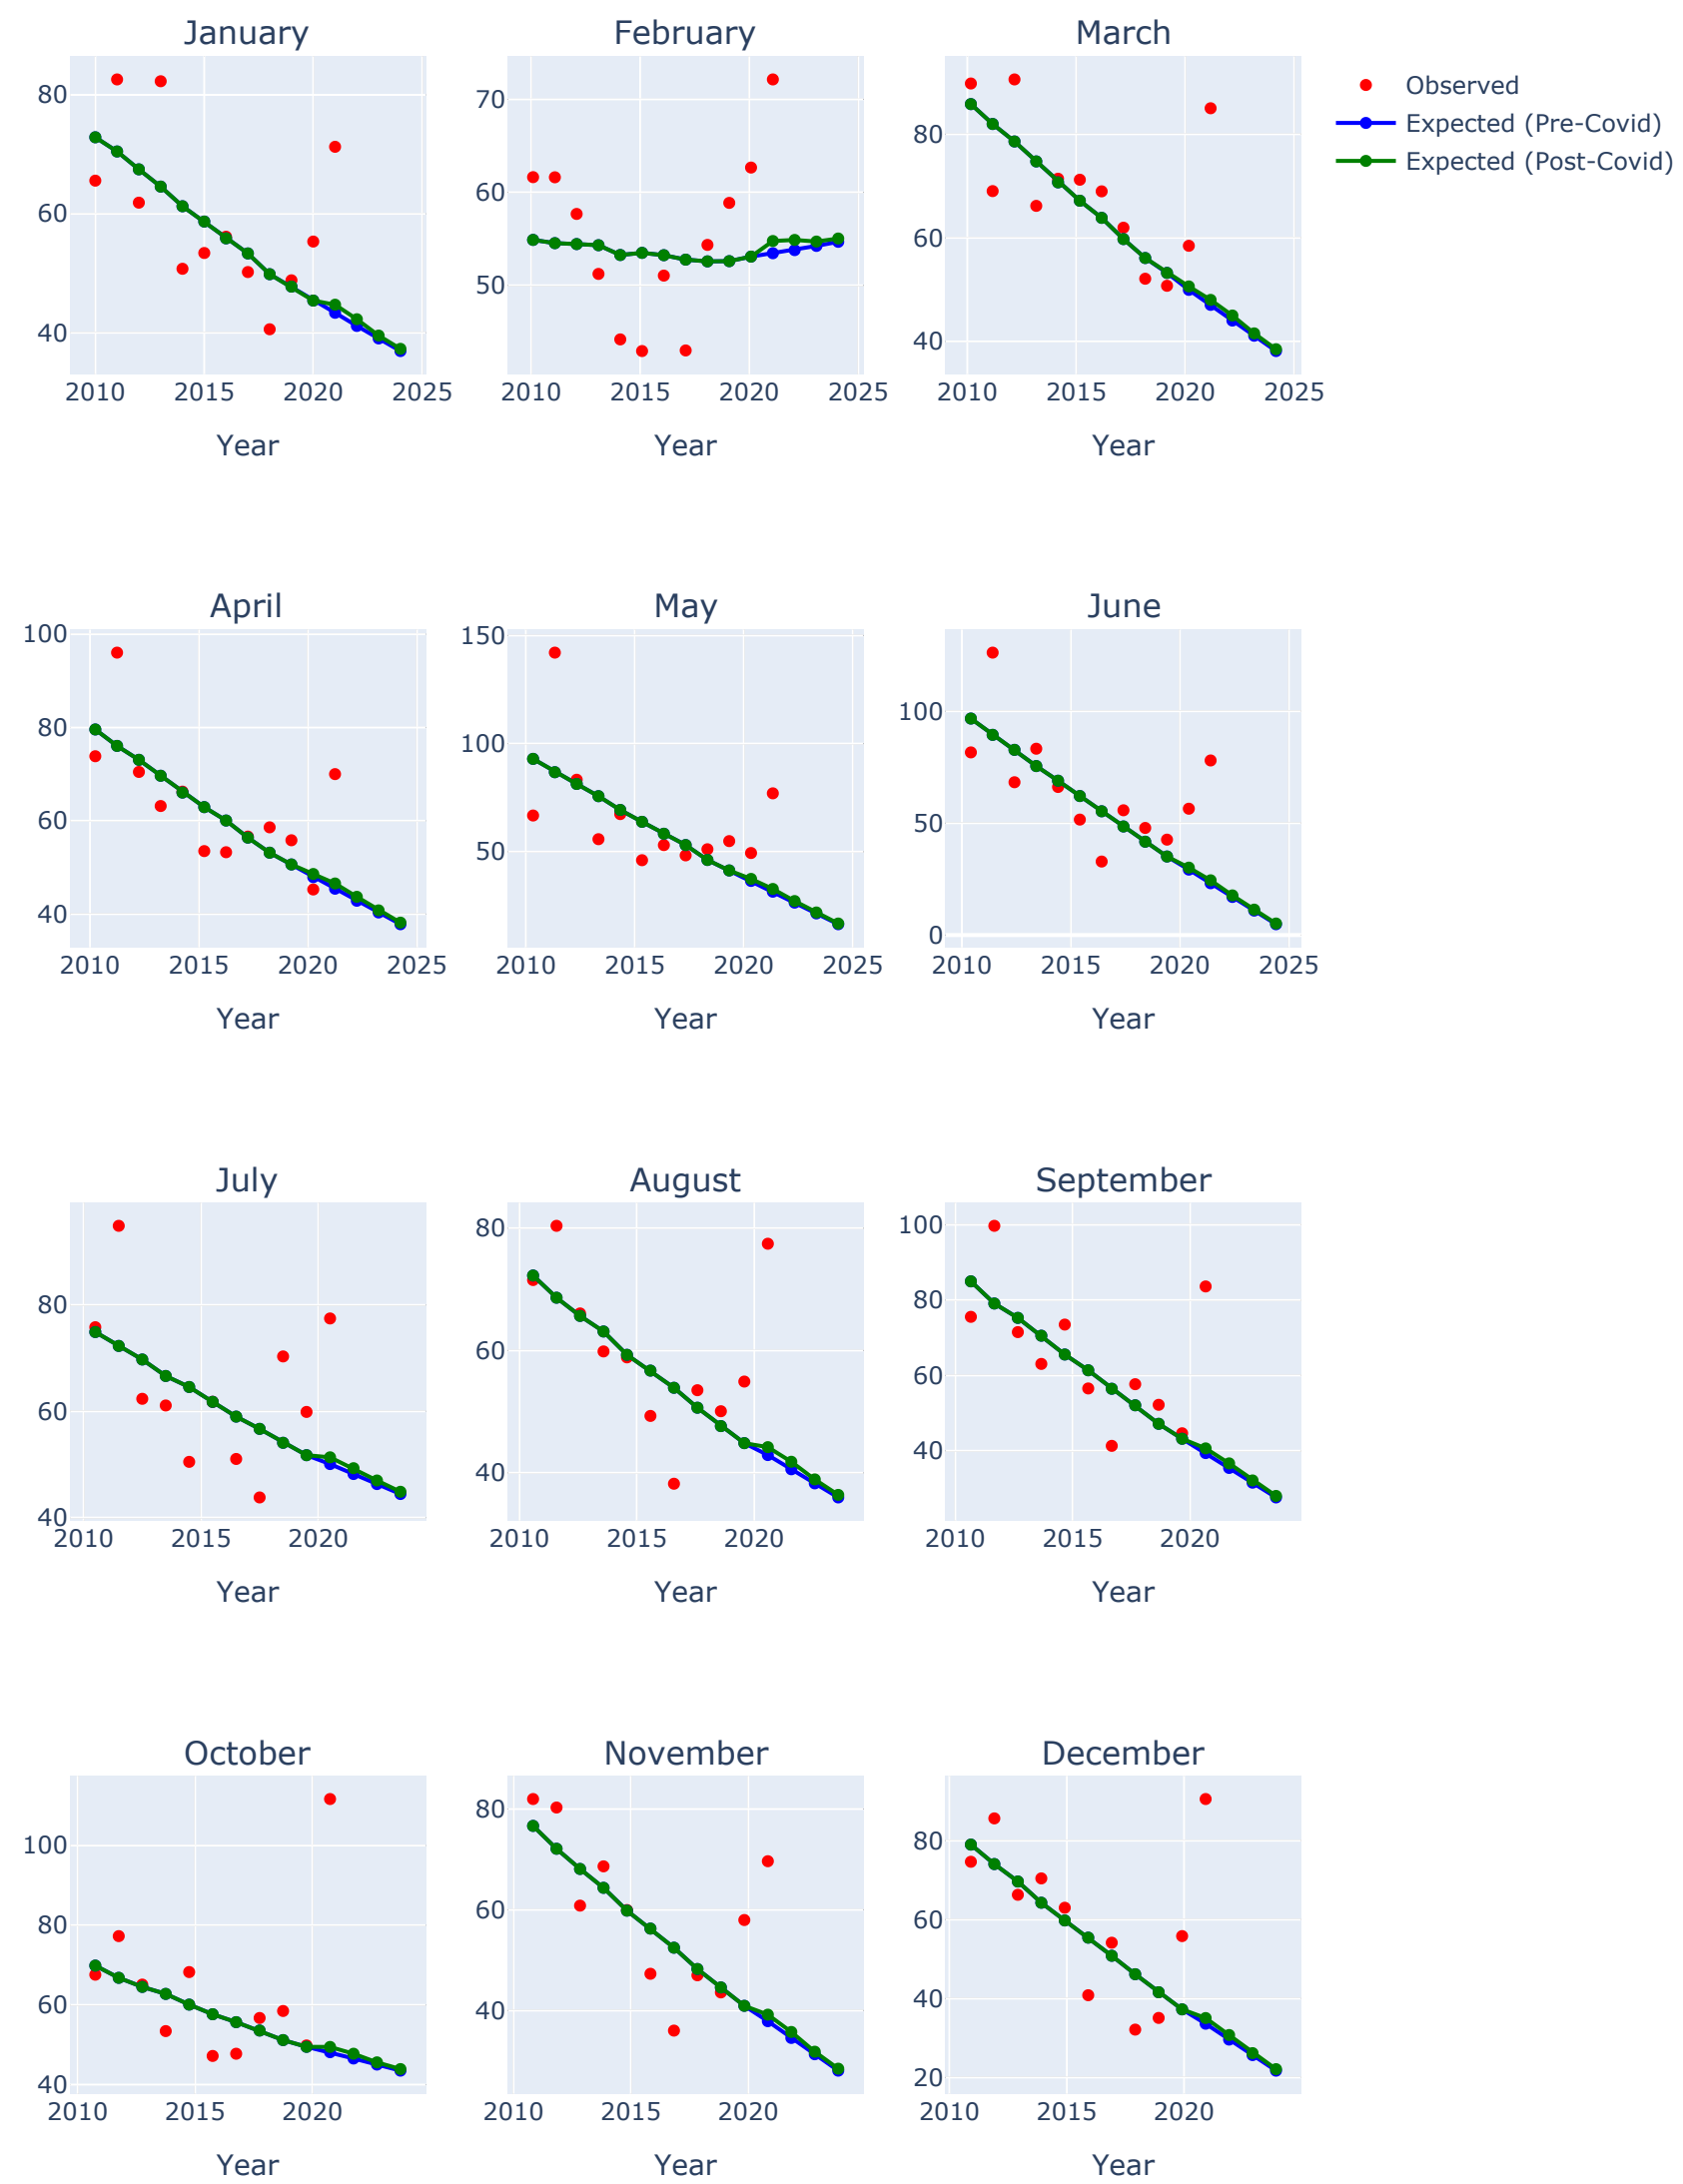 January February March
80
60
40
2010 2015 2020 2025
Year
70
60
50
2010 2015 2020 2025
Year
80
60
40
2010 2015 2020 2025
Year
Observed
Expected (Pre-Covid)
Expected (Post-Covid)
April May June
100
80
60
40
2010 2015 2020 2025
Year
150
100
50
2010 2015 2020 2025
Year
100
50
0
2010 2015 2020 2025
Year
July August September
80
60
40
2010 2015 2020
Year
80
60
40
2010 2015 2020
Year
100
80
60
40
2010 2015 2020
Year
October November December
100
80
60
40
2010 2015 2020
Year
80
60
40
2010 2015 2020
Year
80
60
40
20
2010 2015 2020
Year